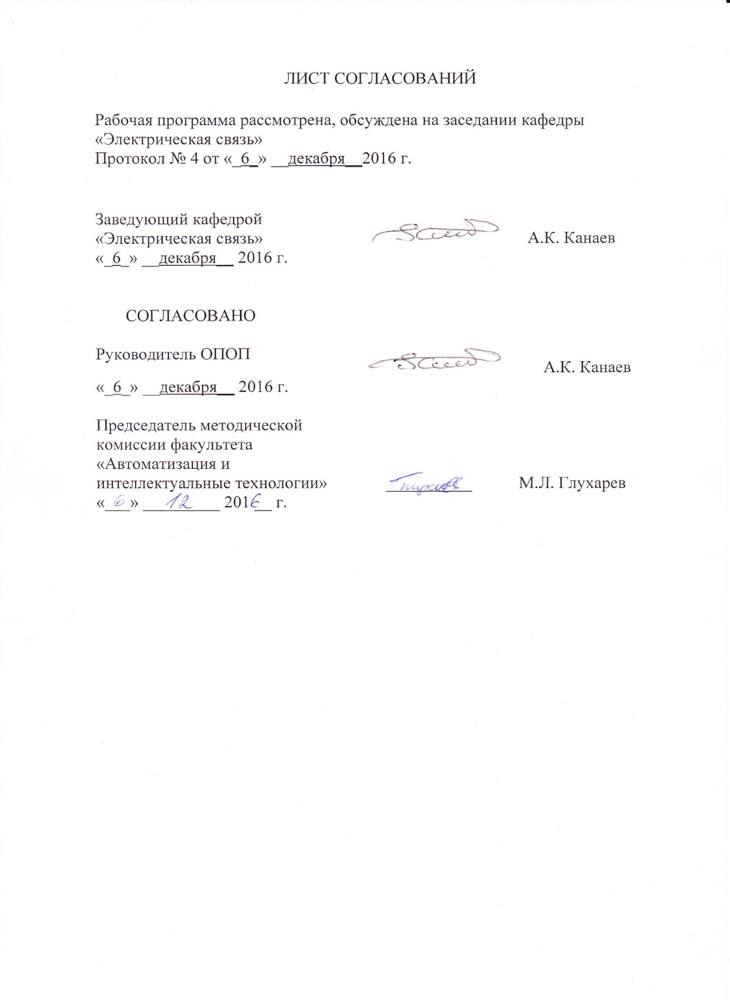 ЛИСТ СОГЛАСОВАНИЙ
Рабочая программа рассмотрена, обсуждена на заседании кафедры
«Электрическая связь»
Протокол № 4 от «_6_» __декабря__2016 г.
Заведующий кафедрой
«Электрическая связь» А.К. Канаев
«_6_» __декабря__ 2016 г.
СОГЛАСОВАНО
Руководитель ОПОП
А.К. Канаев
«_6_» __декабря__ 2016 г.
Председатель методической
комиссии факультета
«Автоматизация и
интеллектуальные технологии» М.Л. Глухарев
«6» 12 2016 г.